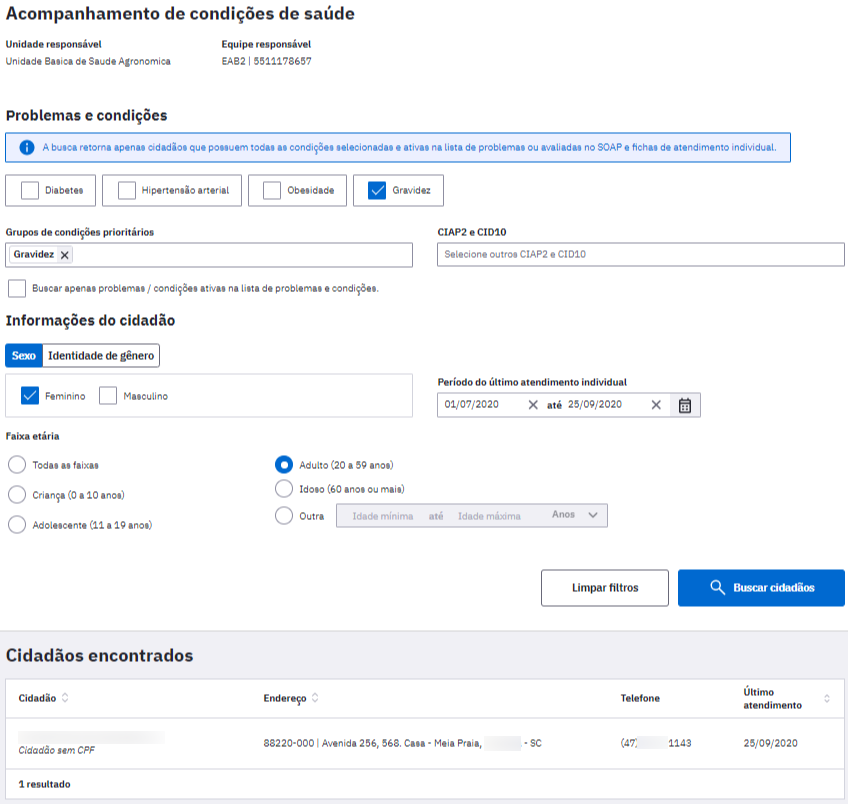 Acompanhamento de condições de saúde
Unidade responsável Equipe responsável
Unidade Basica de Saude Agronomica EAB2 | 5511178657
Problemas e condições
A busca retorna apenas cidadãos que possuem todas as condições selecionadas e ativas na lista de problemas ou avaliadas no SOAP e fichas de atendimento individual.
Diabetes Hipertensão arterial Obesidade Gravidez
Grupos de condições prioritários CIAP2 e CID10
Gravidez Selecione outros CIAP2 e CID10
Buscar apenas problemas / condições ativas na lista de problemas e condições.
Informações do cidadão
Sexo Identidade de gênero
Período do último atendimento individual
Feminino Masculino
01/07/2020 até 25/09/2020
Faixa etária
Todas as faixas Adulto (20 a 59 anos)
Criança (0 a 10 anos) Idoso (60 anos ou mais)
Adolescente (11 a 19 anos) Outra Idade mínima até Idade máxima Anos
Limpar filtros Buscar cidadãos
Cidadãos encontrados
Cidadão Endereço Telefone Último atendimento
88220-000 | Avenida 256, 568. Casa - Meia Praia, - SC (47) 1143 25/09/2020
Cidadão sem CPF
1 resultado